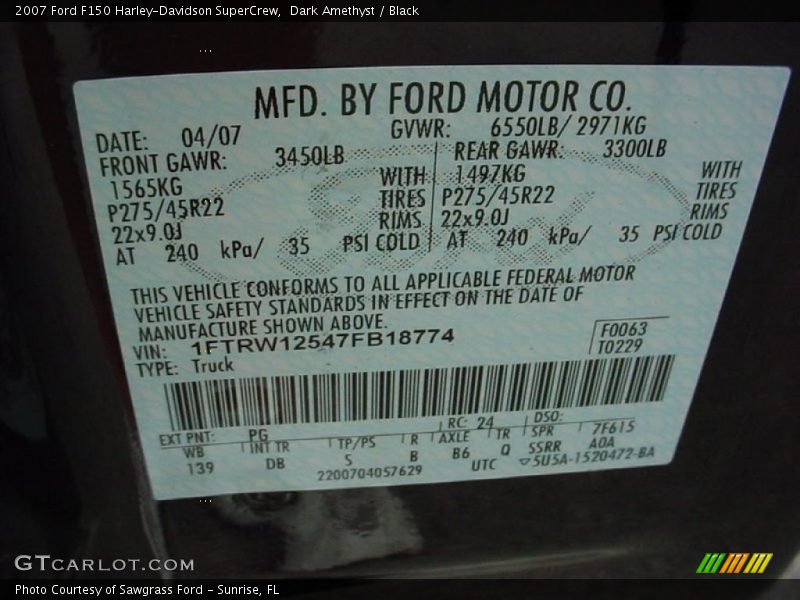 2007 Ford F150 Harley-Davidson SuperCrew, Dark Amethyst / Black
MFD. BY FORD MOTOR CO.
DATE: 04/07 GVWR: 6550LB/ 2971KG
FRONT GAWR: 3450LB REAR GAWR: 3300LB
1565KG WITH 1497KG WITH
P275/45R22 TIRES P275/45R22 TIRES
22x9.0J RIMS 22x9.0J RIMS
AT 240 kPa/ 35 PSI COLD AT 240 kPa/ 35 PSI COLD
THIS VEHICLE CONFORMS TO ALL APPLICABLE FEDERAL MOTOR
VEHICLE SAFETY STANDARDS IN EFFECT ON THE DATE OF
MANUFACTURE SHOWN ABOVE.
VIN: 1FTRW12547FB18774 F0063
TYPE: Truck T0229
EXT PNT: PG RC: 24 DSO:
WB INT TR TP/PS R AXLE TR SPR 7F615
139 DB S B B6 Q SSRR A0A
2200704057629 UTC ▽5U5A-1520472-BA
GTCARLOT.COM
Photo Courtesy of Sawgrass Ford - Sunrise, FL